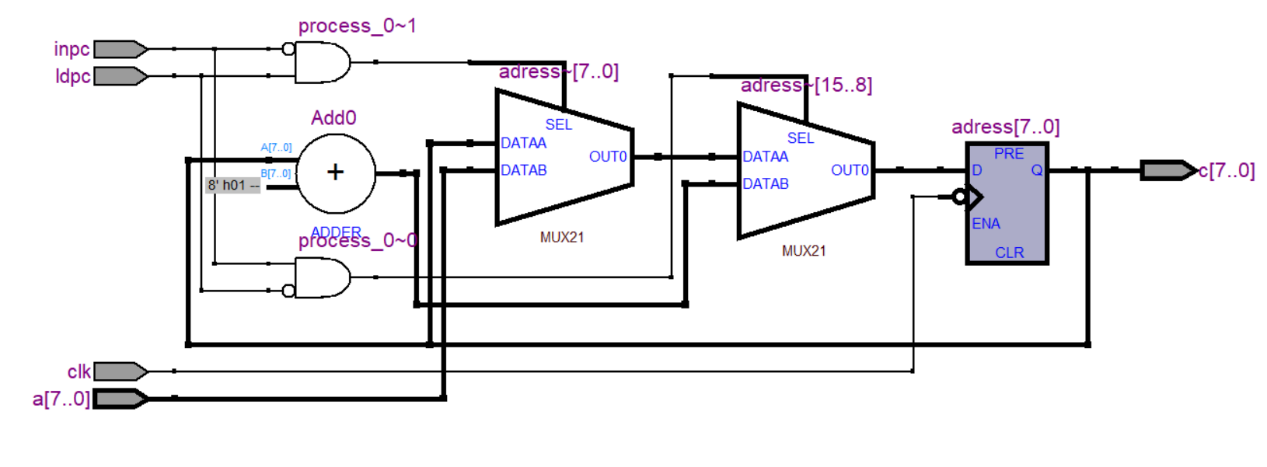 process_0~1
inpc
ldpc
adress~[7..0]
adress~[15..8]
SEL
SEL
Add0
adress[7..0]
A[7..0]
B[7..0]
8' h01 --
+
ADDER
DATAA
DATAB
OUT0
MUX21
DATAA
DATAB
OUT0
MUX21
PRE
D
Q
ENA
CLR
c[7..0]
process_0~0
clk
a[7..0]